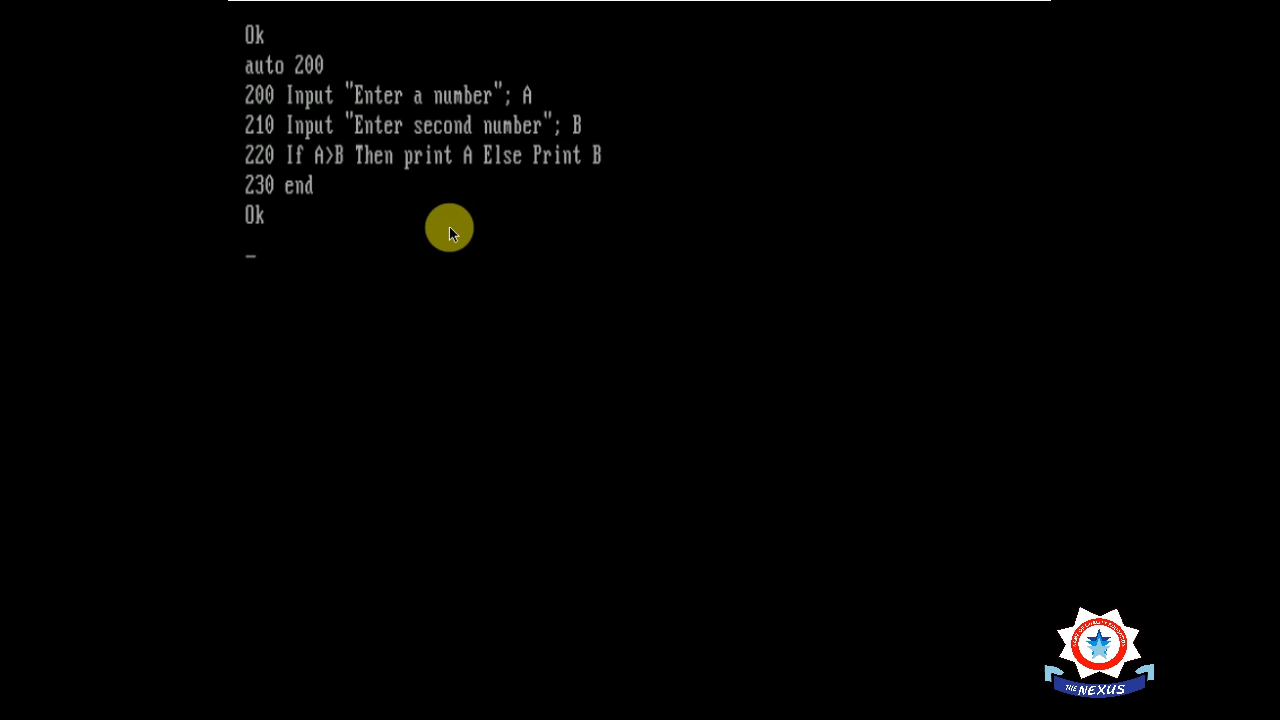 Ok
auto 200
200 Input "Enter a number"; A
210 Input "Enter second number"; B
220 If A>B Then print A Else Print B
230 end
Ok
_
THE NEXUS